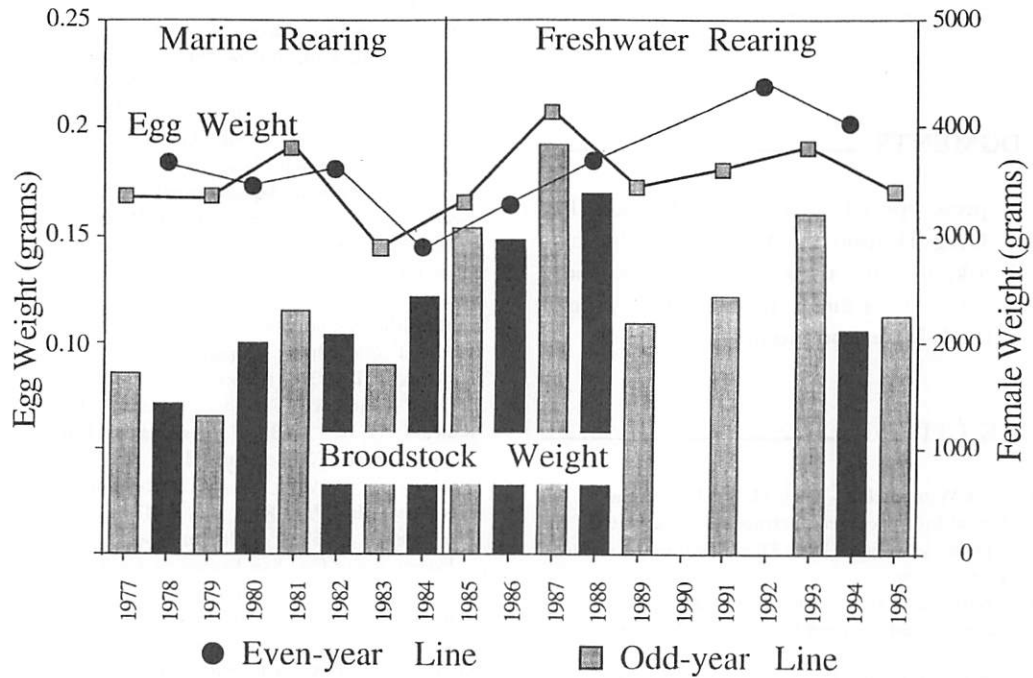 0.25
0.2
0.15
0.10
0
Egg Weight (grams)
5000
4000
3000
2000
1000
0
Female Weight (grams)
Marine Rearing
Freshwater Rearing
Egg Weight
Broodstock Weight
1977 1978 1979 1980 1981 1982 1983 1984 1985 1986 1987 1988 1989 1990 1991 1992 1993 1994 1995
Even-year Line
Odd-year Line